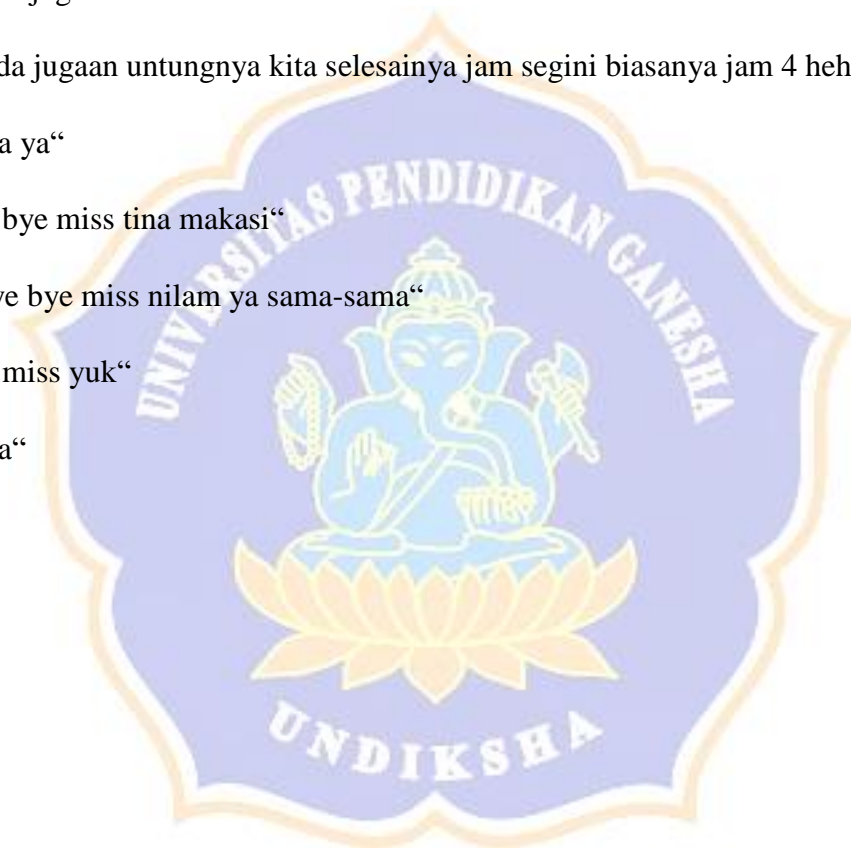 da jugaan untungnya kita selesainya jam segini biasanya jam 4 heh
a ya“
bye miss tina makasi“
ye bye miss nilam ya sama-sama“
miss yuk“
a“
UNIVERSITAS PENDIDIKAN GANESHA
UNDIKSHA